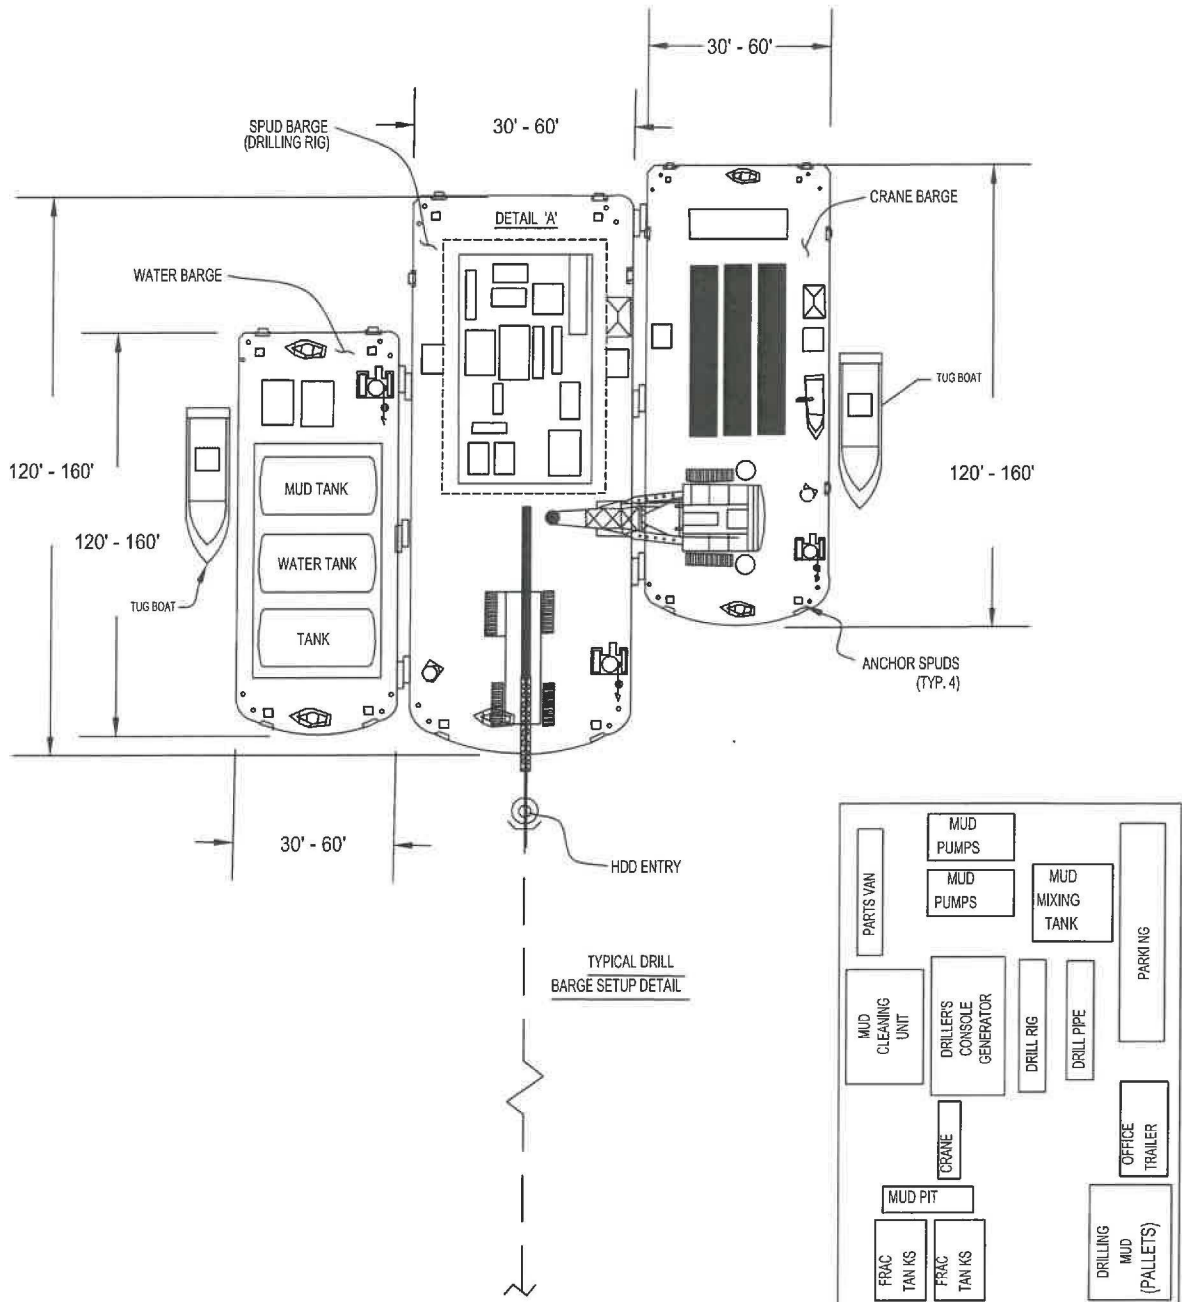 30' - 60'
30' - 60'
SPUD BARGE
(DRILLING RIG)
DETAIL 'A'
CRANE BARGE
WATER BARGE
TUG BOAT
120' - 160'
120' - 160'
120' - 160'
MUD TANK
WATER TANK
TANK
TUG BOAT
ANCHOR SPUDS
(TYP. 4)
30' - 60'
HDD ENTRY
TYPICAL DRILL
BARGE SETUP DETAIL
MUD
PUMPS
MUD
PUMPS
PARTS VAN
MUD
MIXING
TANK
PARKING
MUD
CLEANING
UNIT
DRILLER'S
CONSOLE
GENERATOR
DRILL RIG
DRILL PIPE
CRANE
OFFICE
TRAILER
MUD PIT
FRAC
TANKS
FRAC
TANKS
DRILLING
MUD
(PALLETS)